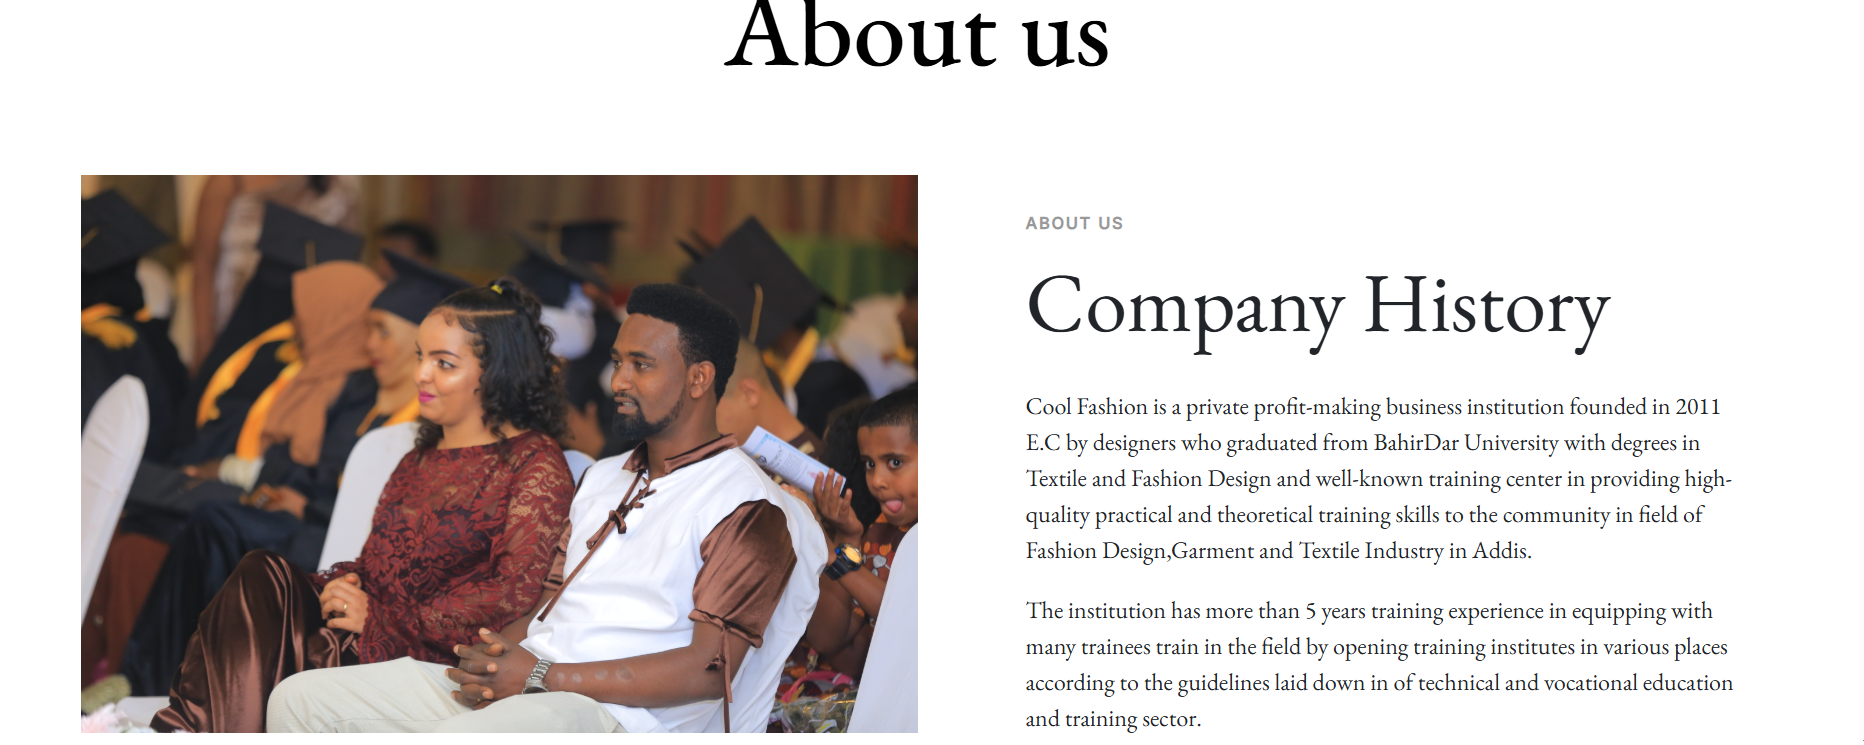 About us
ABOUT US
Company History
Cool Fashion is a private profit-making business institution founded in 2011
E.C by designers who graduated from BahirDar University with degrees in
Textile and Fashion Design and well-known training center in providing high-
quality practical and theoretical training skills to the community in field of
Fashion Design,Garment and Textile Industry in Addis.
The institution has more than 5 years training experience in equipping with
many trainees train in the field by opening training institutes in various places
according to the guidelines laid down in of technical and vocational education
and training sector.